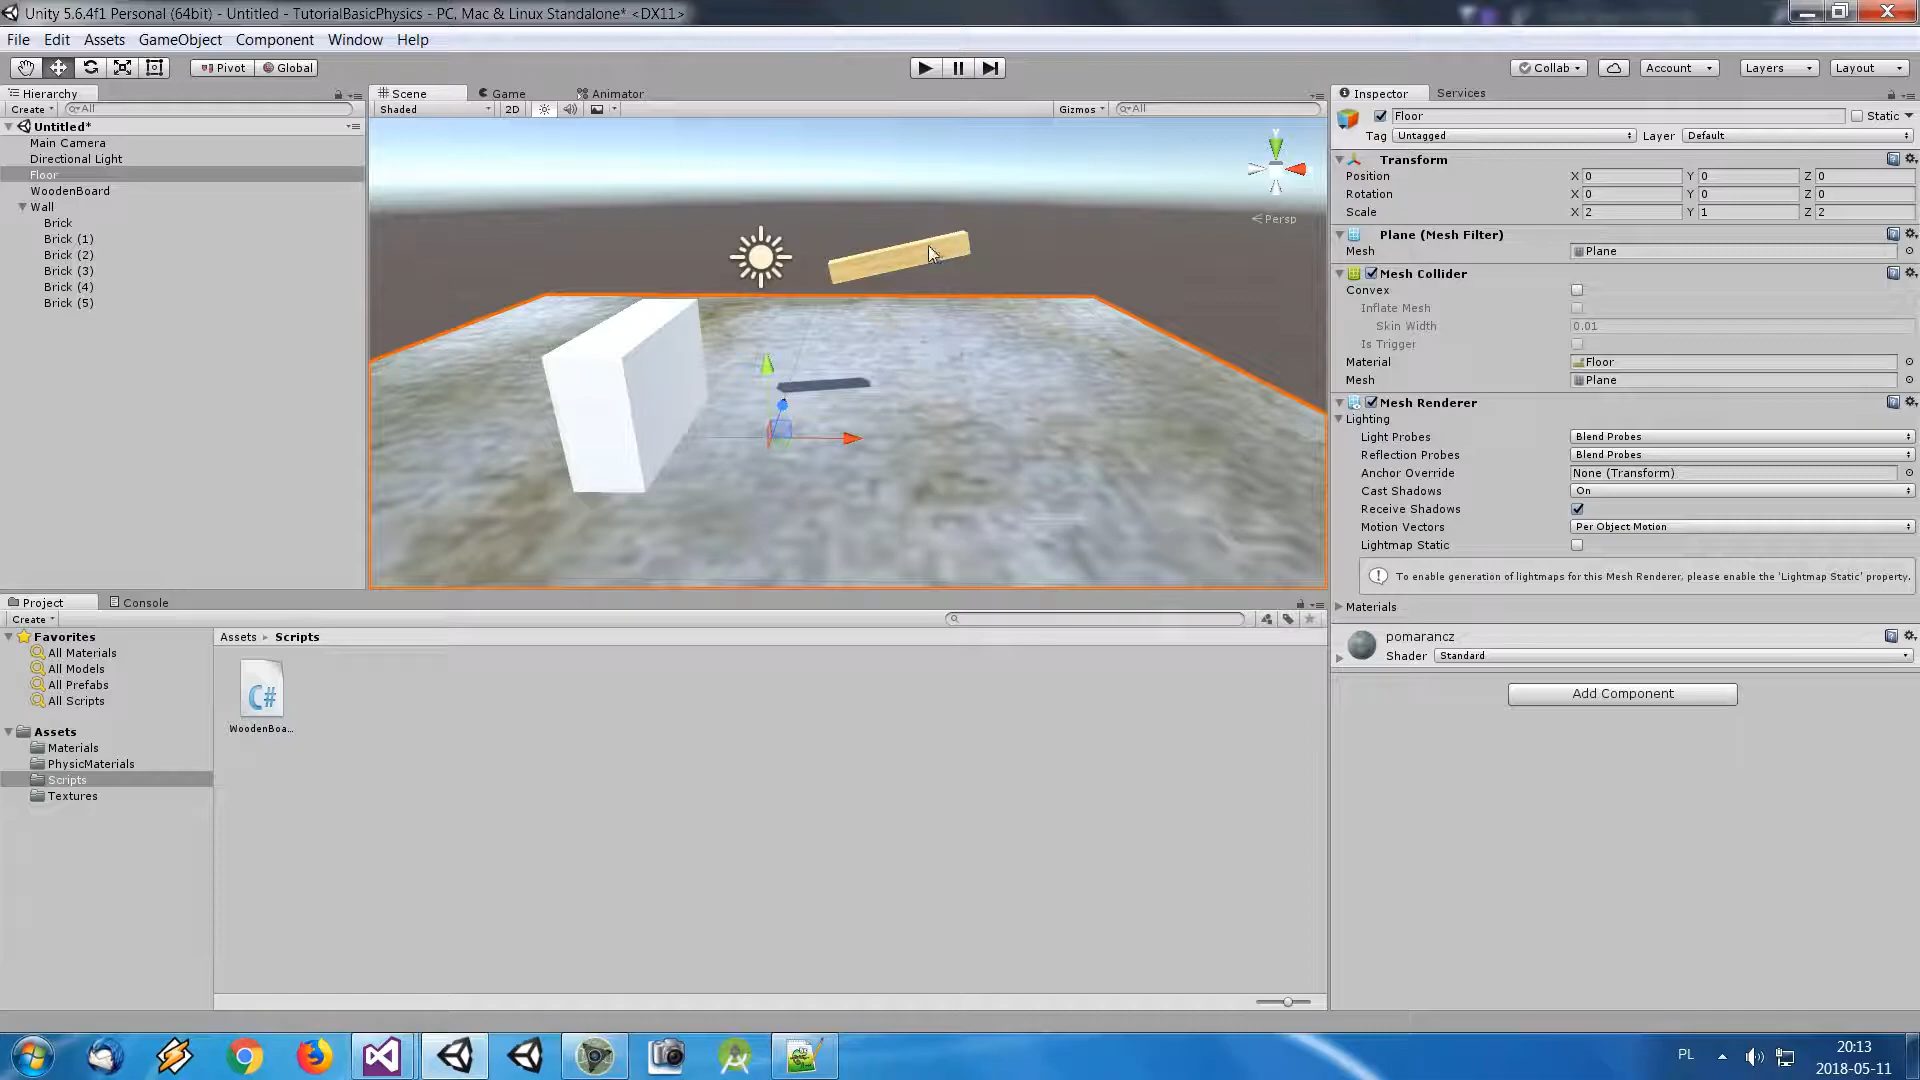 Unity 5.6.4f1 Personal (64bit) - Untitled - TutorialBasicPhysics - PC, Mac & Linux Standalone* <DX11>
File Edit Assets GameObject Component Window Help
Pivot Global Collab Account Layers Layout
Hierarchy
Create All
Untitled*
Main Camera
Directional Light
Floor
WoodenBoard
Wall
Brick
Brick (1)
Brick (2)
Brick (3)
Brick (4)
Brick (5)
Scene Game Animator
Shaded 2D Gizmos All
y
Persp
Inspector Services
Floor Static
Tag Untagged Layer Default
Transform
Position X 0 Y 0 Z 0
Rotation X 0 Y 0 Z 0
Scale X 2 Y 1 Z 2
Plane (Mesh Filter)
Mesh Plane
Mesh Collider
Convex
Inflate Mesh
Skin Width 0.01
Is Trigger
Material Floor
Mesh Plane
Mesh Renderer
Lighting
Light Probes Blend Probes
Reflection Probes Blend Probes
Anchor Override None (Transform)
Cast Shadows On
Receive Shadows
Motion Vectors Per Object Motion
Lightmap Static
To enable generation of lightmaps for this Mesh Renderer, please enable the 'Lightmap Static' property.
Materials
pomarancz
Shader Standard
Add Component
Project Console
Create
Favorites
All Materials
All Models
All Prefabs
All Scripts
Assets
Materials
PhysicMaterials
Scripts
Textures
Assets Scripts
C#
WoodenBoa...
PL
20:13
2018-05-11